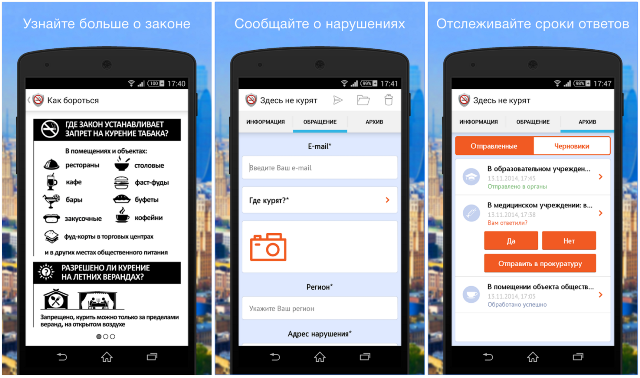 Узнайте больше о законе
17:40
Как бороться
ГДЕ ЗАКОН УСТАНАВЛИВАЕТ
ЗАПРЕТ НА КУРЕНИЕ ТАБАКА?
В помещениях и объектах:
рестораны
столовые
кафе
фаст-фуды
бары
буфеты
закусочные
кофейни
фуд-корты в торговых центрах
и в других местах общественного питания
РАЗРЕШЕНО ЛИ КУРЕНИЕ
НА ЛЕТНИХ ВЕРАНДАХ?
Запрещено, курить можно только за пределами
веранд, на открытом воздухе
Сообщайте о нарушениях
99% 17:41
Здесь не курят
ИНФОРМАЦИЯ ОБРАЩЕНИЕ АРХИВ
E-mail*
Введите Ваш e-mail
Где курят?*
Регион*
Укажите Ваш регион
Адрес нарушения*
Отслеживайте сроки ответов
98% 17:47
Здесь не курят
ИНФОРМАЦИЯ ОБРАЩЕНИЕ АРХИВ
Отправленные Черновики
В образовательном учрежден...
13.11.2014, 17:45
Отправлено в органы
В медицинском учреждении: в...
13.11.2014, 17:38
Вам ответили?
Да Нет
Отправить в прокуратуру
В помещении объекта обществ...
13.11.2014, 17:05
Обработано успешно